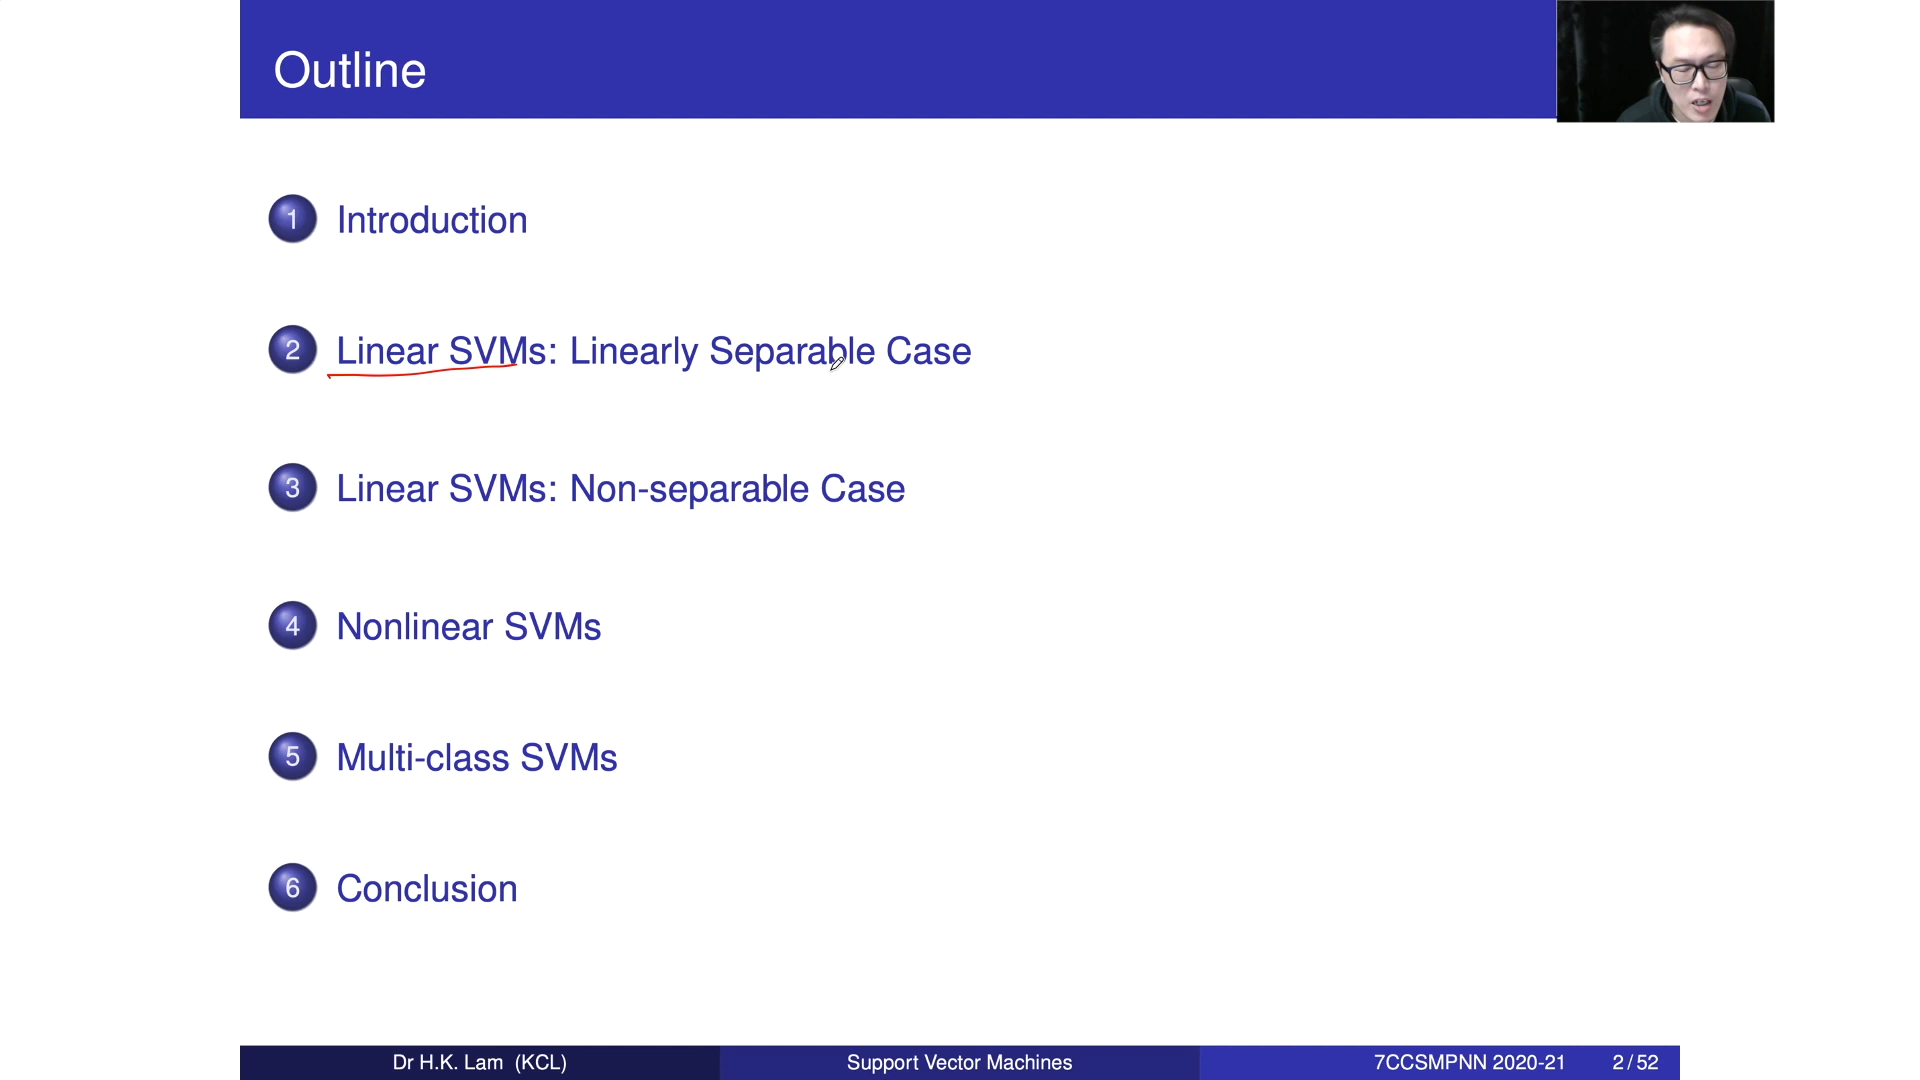 Outline
1 Introduction
2 Linear SVMs: Linearly Separable Case
3 Linear SVMs: Non-separable Case
4 Nonlinear SVMs
5 Multi-class SVMs
6 Conclusion
Dr H.K. Lam (KCL) Support Vector Machines 7CCSMPNN 2020-21 2 / 52